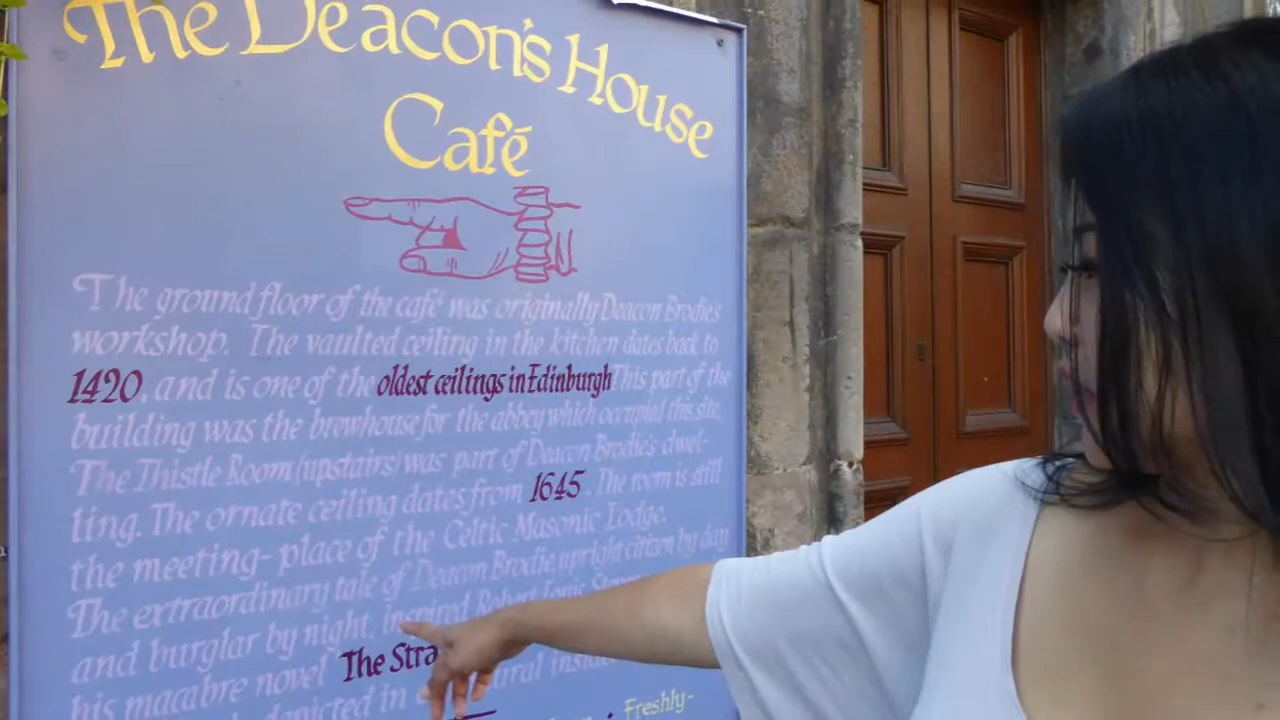 The Deacon's House
Café
The ground floor of the café was originally Deacon Brodie's
workshop. The vaulted ceiling in the kitchen dates back to
1420, and is one of the oldest ceilings in Edinburgh This part of the
building was the brewhouse for the abbey which occupied this site.
The Thistle Room (upstairs) was part of Deacon Brodie's dwel-
ling. The ornate ceiling dates from 1645. The room is still
the meeting-place of the Celtic Masonic Lodge.
The extraordinary tale of Deacon Brodie, upright citizen by day
and burglar by night, inspired Robert Louis
his macabre novel The
depicted in
Freshly-